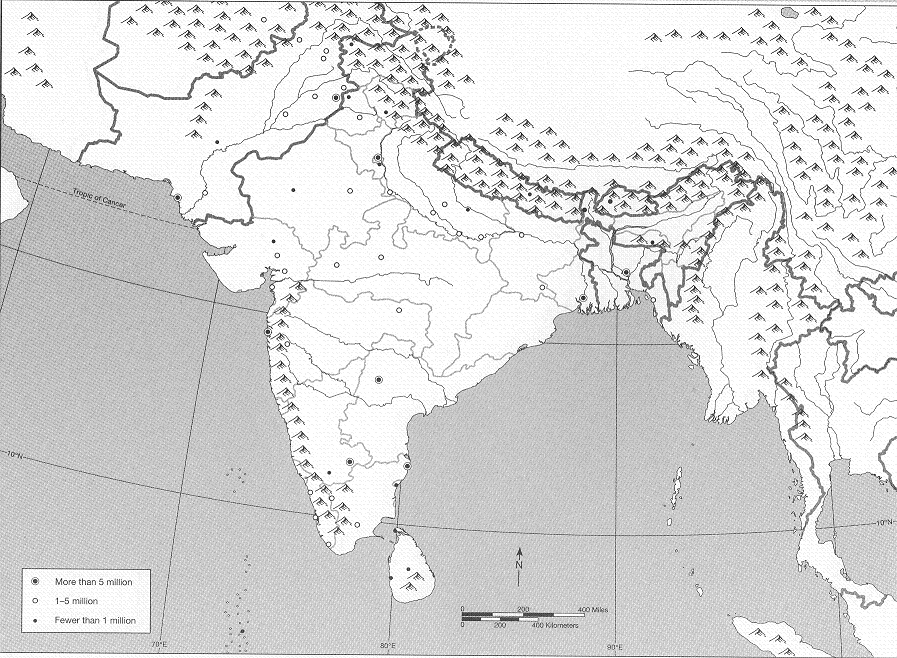 Tropic of Cancer
10°N
10°N
N
More than 5 million
1–5 million
Fewer than 1 million
0 200 400 Miles
0 200 400 Kilometers
70°E
80°E
90°E